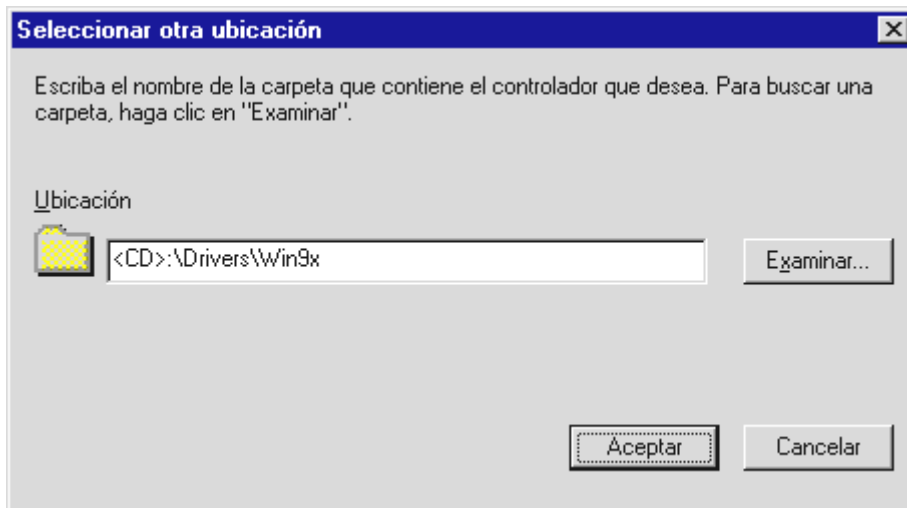 Seleccionar otra ubicación
Escriba el nombre de la carpeta que contiene el controlador que desea. Para buscar una
carpeta, haga clic en "Examinar".
Ubicación
<CD>:\Drivers\Win9x
Examinar...
Aceptar
Cancelar